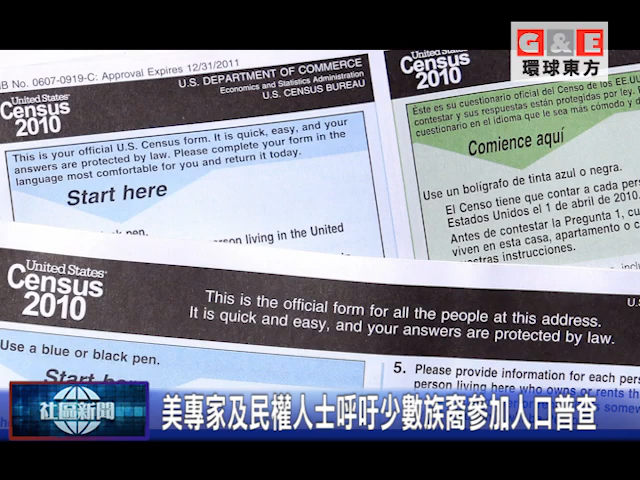 G&E
環球東方
OMB No. 0607-0919-C: Approval Expires 12/31/2011
United States
Census
2010
U.S. DEPARTMENT OF COMMERCE
Economics and Statistics Administration
U.S. CENSUS BUREAU
This is your official U.S. Census form. It is quick, easy, and your
answers are protected by law. Please complete your form in the
language most comfortable for you and return it today.
Start here
black pen.
person living in the United
Census
2010
Este es su cuestionario oficial del Censo de los EE.UU.
contestar y sus respuestas están protegidas por ley.
cuestionario en el idioma que le sea más cómodo y
Comience aquí
Use un bolígrafo de tinta azul o negra.
El Censo tiene que contar a cada
Estados Unidos el 1 de abril de 2010.
Antes de contestar la Pregunta 1,
viven en esta casa, apartamento o
nuestras instrucciones.
United States
Census
2010
This is the official form for all the people at this address.
It is quick and easy, and your answers are protected by law.
U.S
Use a blue or black pen.
Start here
5. Please provide information for each
person living here who owns or rents
社區新聞
美專家及民權人士呼吁少數族裔參加人口普查